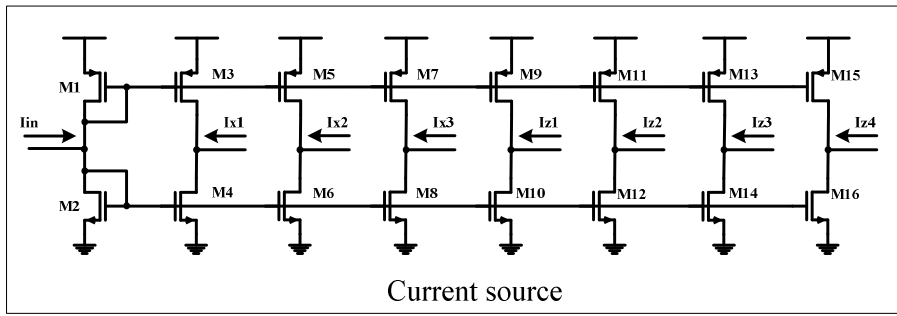 M1 M3 M5 M7 M9 M11 M13 M15
Iin Ix1 Ix2 Ix3 Iz1 Iz2 Iz3 Iz4
M2 M4 M6 M8 M10 M12 M14 M16
Current source